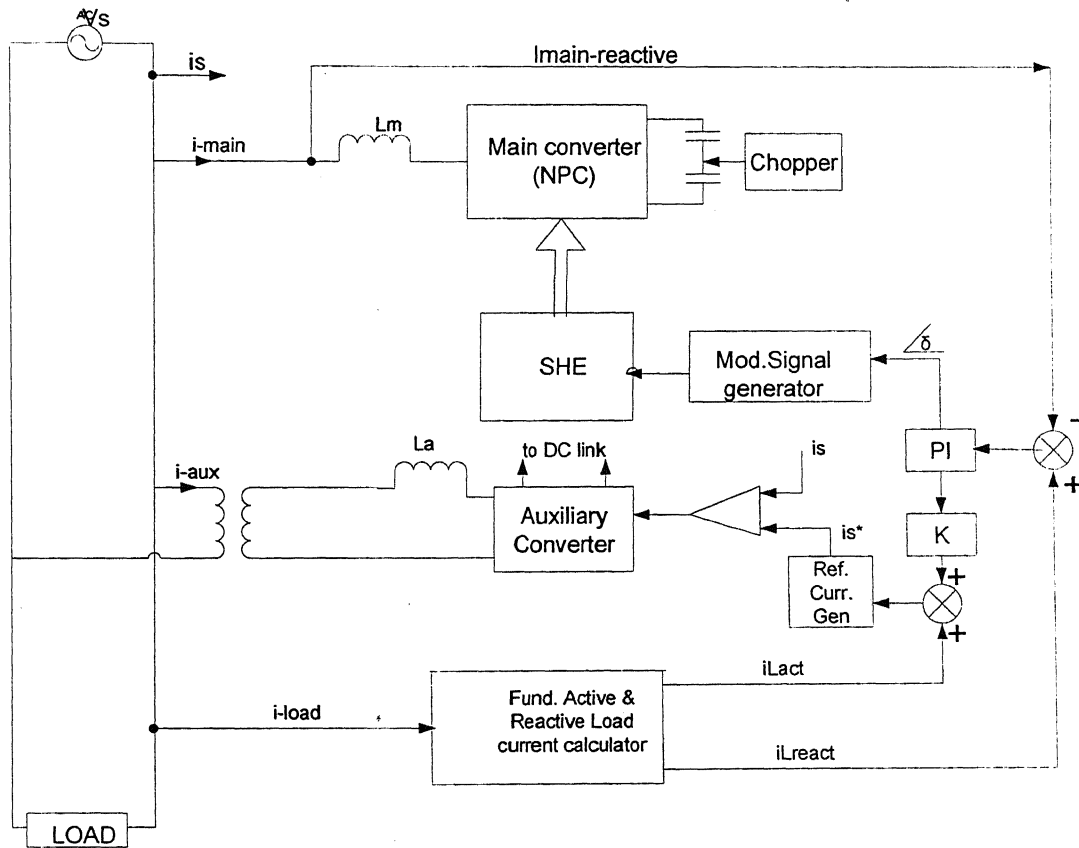 AC
Vs
is
Imain-reactive
i-main
Lm
Main converter
(NPC)
Chopper
SHE
Mod.Signal
generator
δ
-
PI
+
i-aux
La
to DC link
is
Auxiliary
Converter
is*
K
Ref.
Curr.
Gen
+
+
iLact
i-load
Fund. Active &
Reactive Load
current calculator
iLreact
LOAD